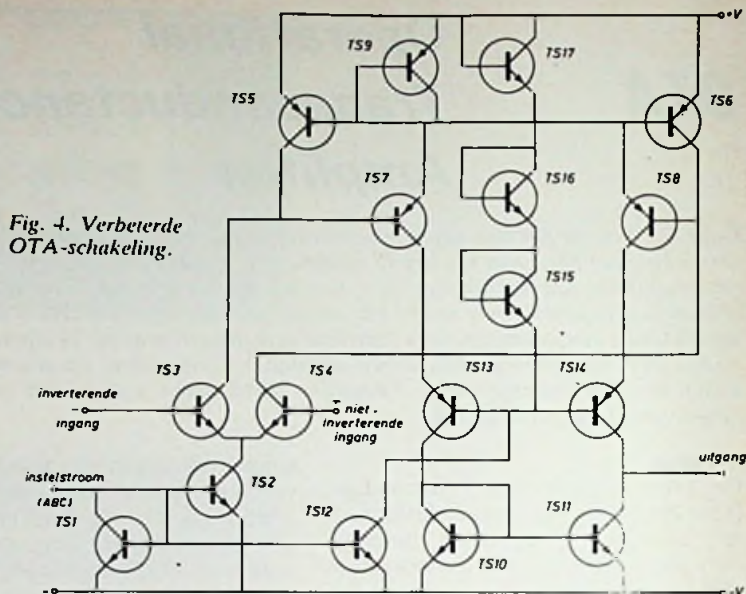 +V
TS9
TS17
TS5
TS6
TS7
TS16
TS8
Fig. 4. Verbeterde
OTA-schakeling.
TS15
TS3
TS4
TS13
TS14
inverterende
ingang
-
+
niet -
inverterende
ingang
instelstroom
(ABC)
TS2
uitgang
TS1
TS12
TS11
TS10
-
-V